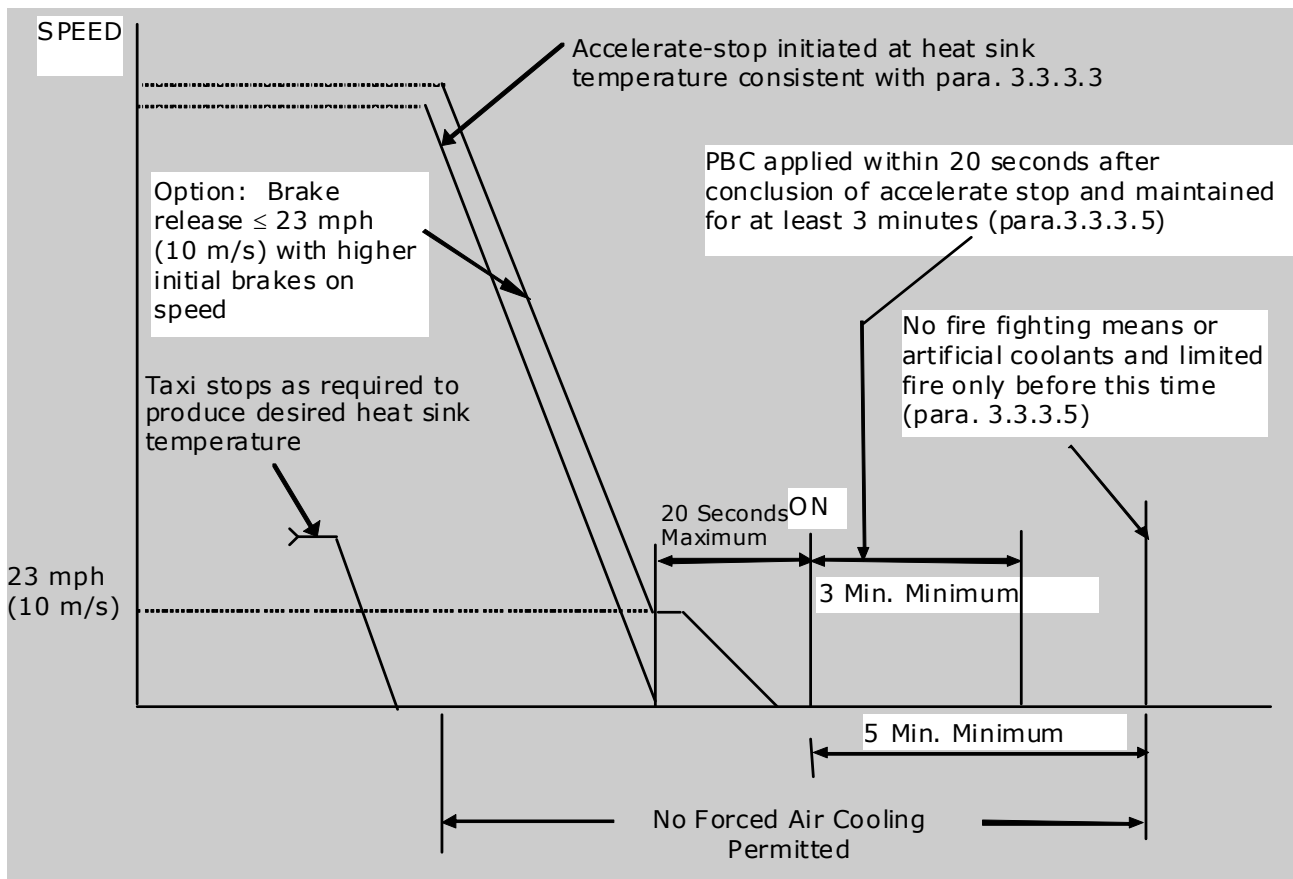 SPEED
Accelerate-stop initiated at heat sink
temperature consistent with para. 3.3.3.3
PBC applied within 20 seconds after
conclusion of accelerate stop and maintained
for at least 3 minutes (para.3.3.3.5)
Option: Brake
release ≤ 23 mph
(10 m/s) with higher
initial brakes on
speed
No fire fighting means or
artificial coolants and limited
fire only before this time
(para. 3.3.3.5)
Taxi stops as required to
produce desired heat sink
temperature
20 Seconds
Maximum
ON
23 mph
(10 m/s)
3 Min. Minimum
5 Min. Minimum
No Forced Air Cooling
Permitted